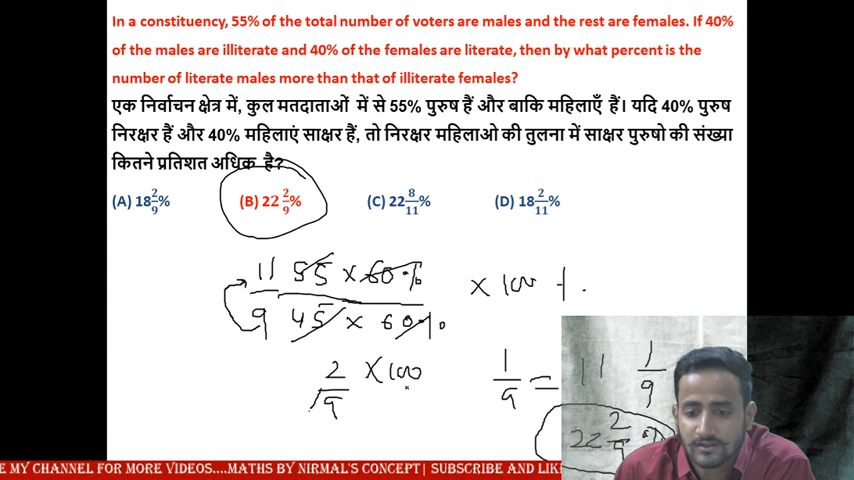 In a constituency, 55% of the total number of voters are males and the rest are females. If 40%
of the males are illiterate and 40% of the females are literate, then by what percent is the
number of literate males more than that of illiterate females?
एक निर्वाचन क्षेत्र में, कुल मतदाताओं में से 55% पुरुष हैं और बाकि महिलाएँ हैं। यदि 40% पुरुष
निरक्षर हैं और 40% महिलाएं साक्षर हैं, तो निरक्षर महिलाओ की तुलना में साक्षर पुरुषो की संख्या
कितने प्रतिशत अधिक है?
(A) 18 2/9% (B) 22 2/9% (C) 22 8/11% (D) 18 2/11%
11 55 × 60% × 100 %
9 45 × 60%
2/9 × 100 1/9 = 11 1/9
22 2/9 %
E MY CHANNEL FOR MORE VIDEOS....MATHS BY NIRMAL'S CONCEPT| SUBSCRIBE AND LIK